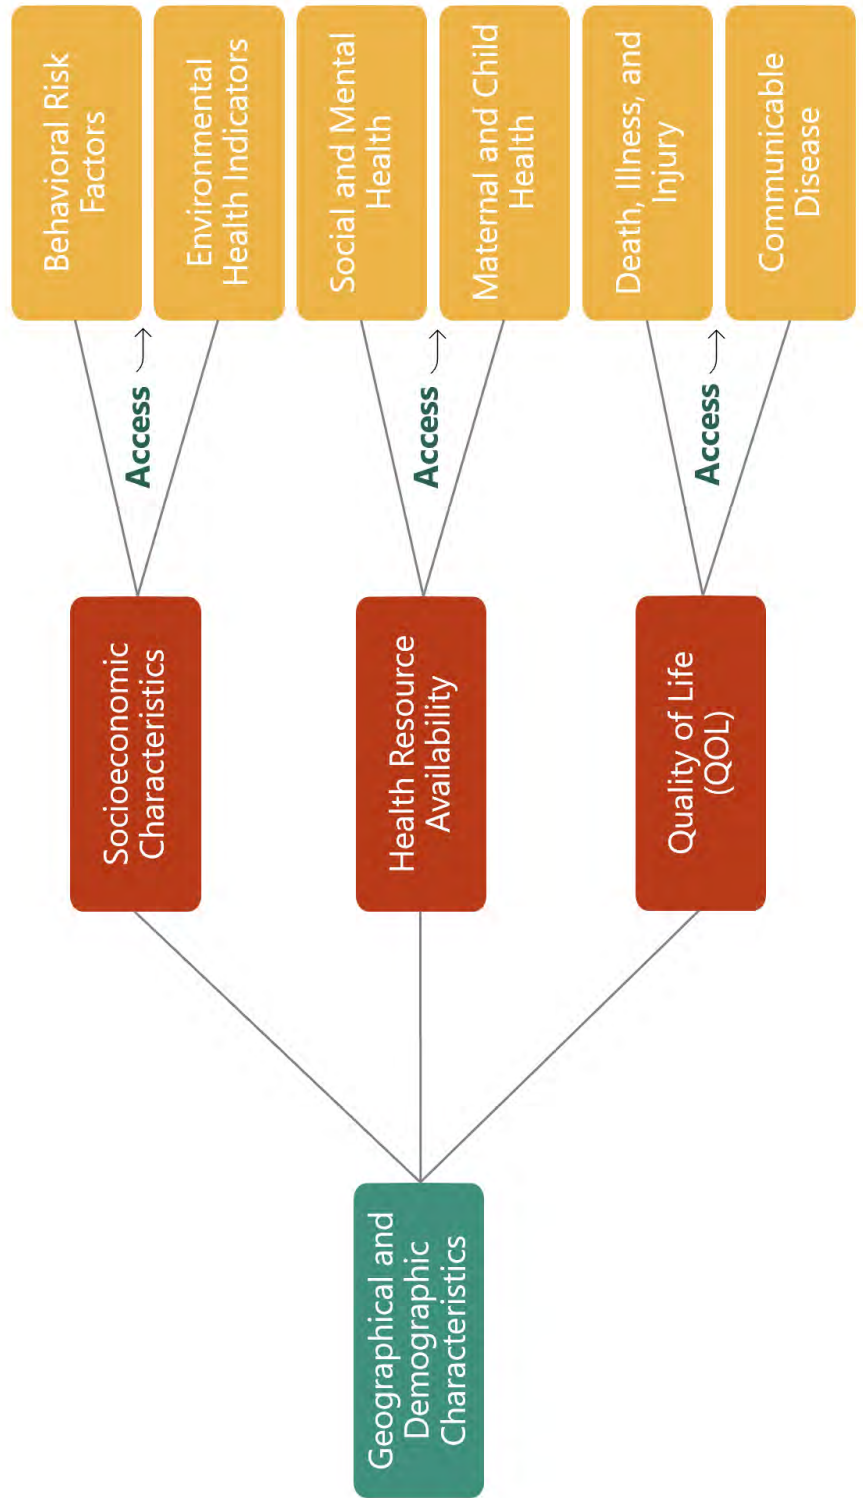 Geographical and
Demographic
Characteristics
Socioeconomic
Characteristics
Health Resource
Availability
Quality of Life
(QOL)
Access
Access
Access
Behavioral Risk
Factors
Environmental
Health Indicators
Social and Mental
Health
Maternal and Child
Health
Death, Illness, and
Injury
Communicable
Disease